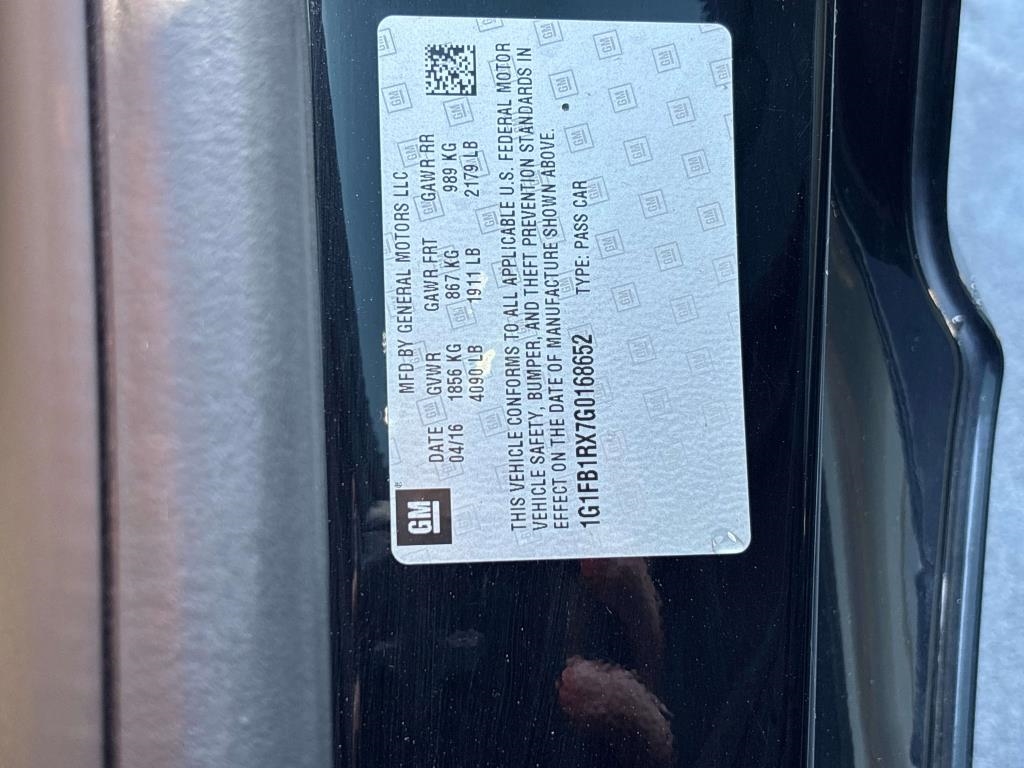 GM
MFD BY GENERAL MOTORS LLC
DATE GVWR GAWR-FRT GAWR-RR
04/16 1856 KG 867 KG 989 KG
4090 LB 1911 LB 2179 LB
THIS VEHICLE CONFORMS TO ALL APPLICABLE U.S. FEDERAL MOTOR
VEHICLE SAFETY, BUMPER, AND THEFT PREVENTION STANDARDS IN
EFFECT ON THE DATE OF MANUFACTURE SHOWN ABOVE.
1G1FB1RX7G0168652 TYPE: PASS CAR